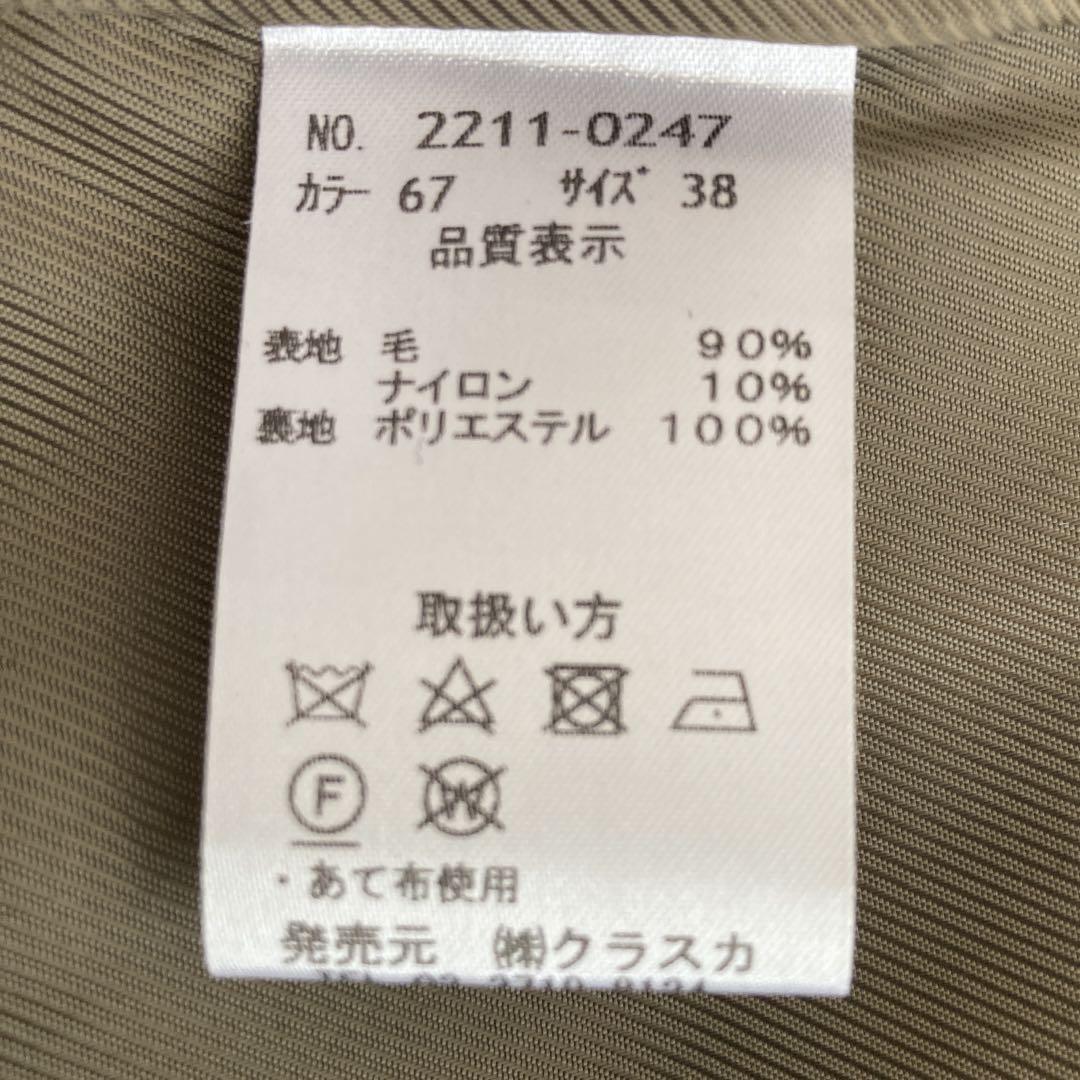 NO. 2211-0247
ｶﾗｰ 67 ｻｲｽﾞ 38
品質表示
表地 毛 90%
ナイロン 10%
裏地 ポリエステル 100%
取扱い方
F W
・あて布使用
発売元 ㈱クラスカ